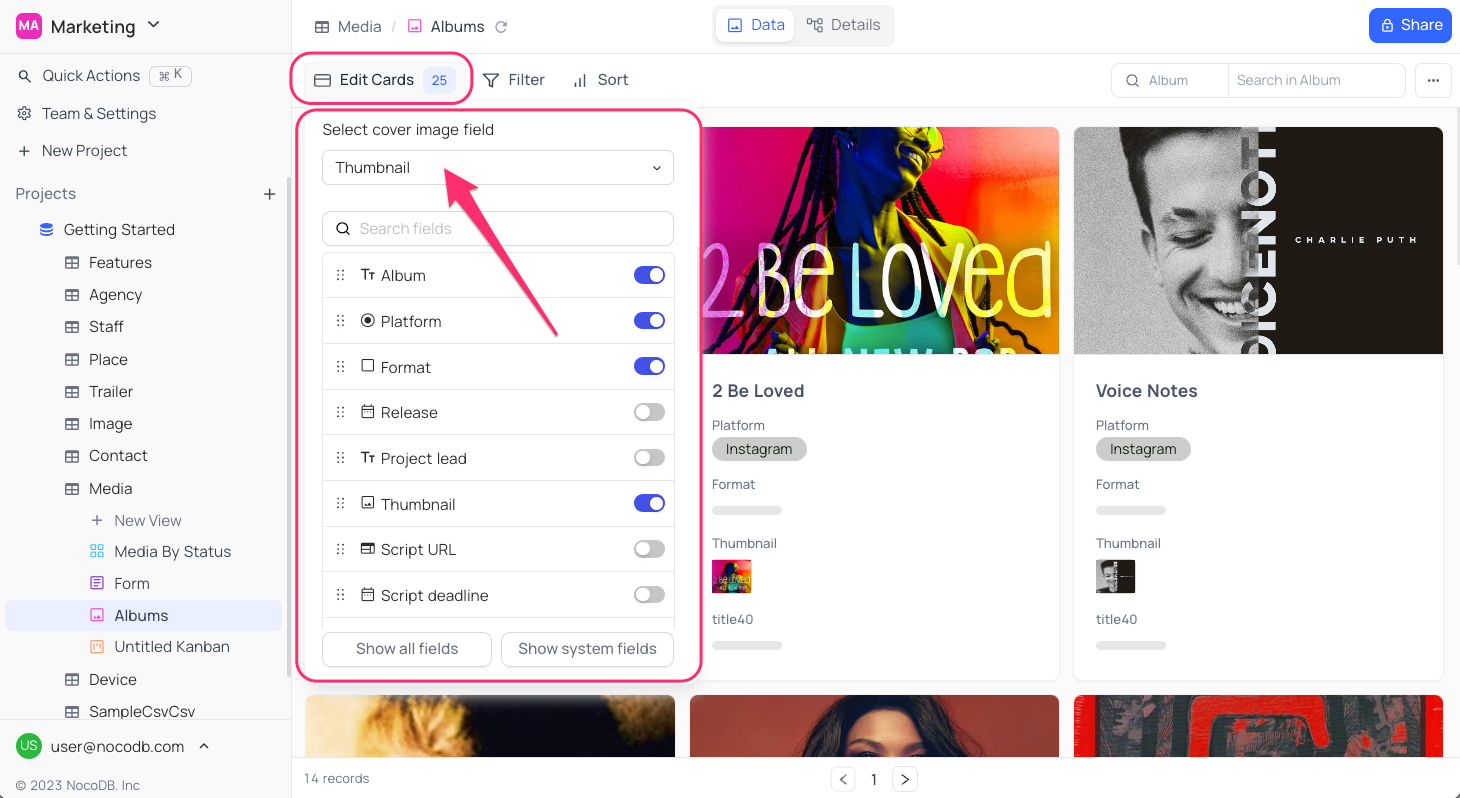 MA Marketing
Quick Actions ⌘ K
Team & Settings
New Project
Projects
Getting Started
Features
Agency
Staff
Place
Trailer
Image
Contact
Media
New View
Media By Status
Form
Albums
Untitled Kanban
Device
SampleCsvCsv
US user@nocodb.com
© 2023 NocoDB. Inc
Media / Albums
Data Details
Share
Edit Cards 25 Filter Sort
Album Search in Album
Select cover image field
Thumbnail
Search fields
Album
Platform
Format
Release
Project lead
Thumbnail
Script URL
Script deadline
Show all fields Show system fields
2 Be LOVED
ALL NEW POP
2 Be Loved
Platform
Instagram
Format
Thumbnail
title40
CHARLIE PUTH
Voice Notes
Platform
Instagram
Format
Thumbnail
title40
14 records
1